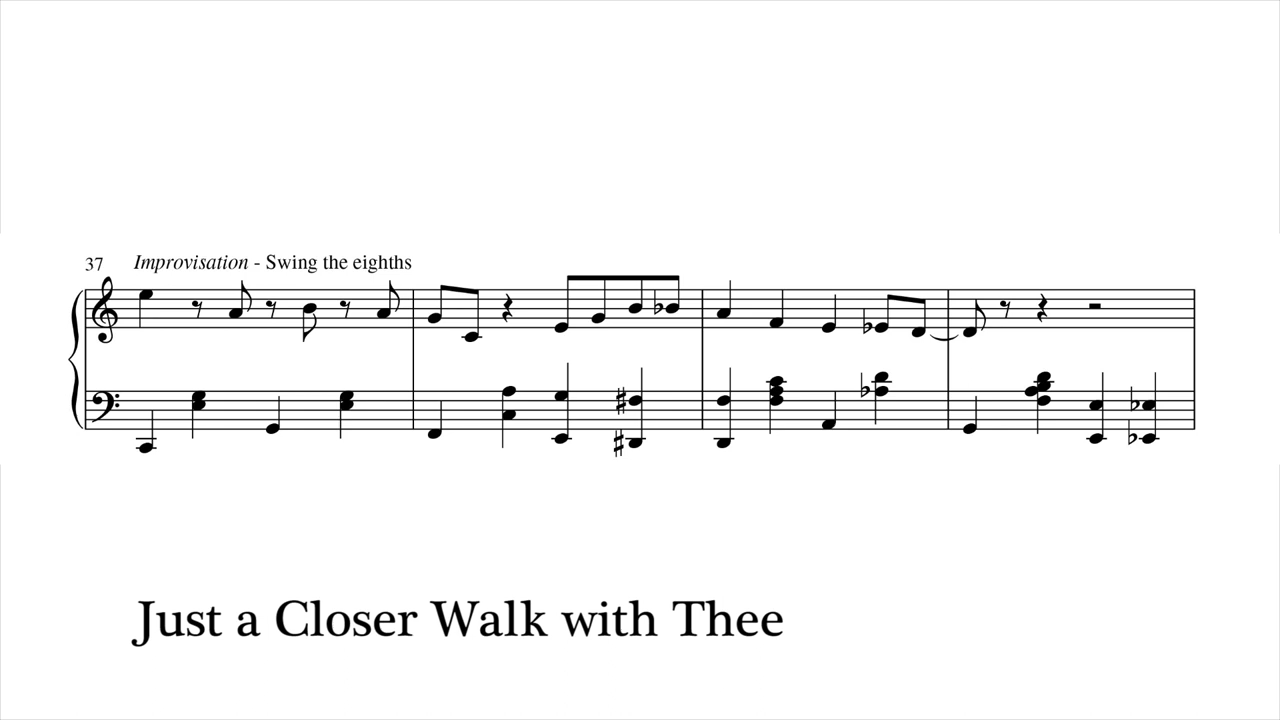 37 Improvisation - Swing the eighths
Just a Closer Walk with Thee